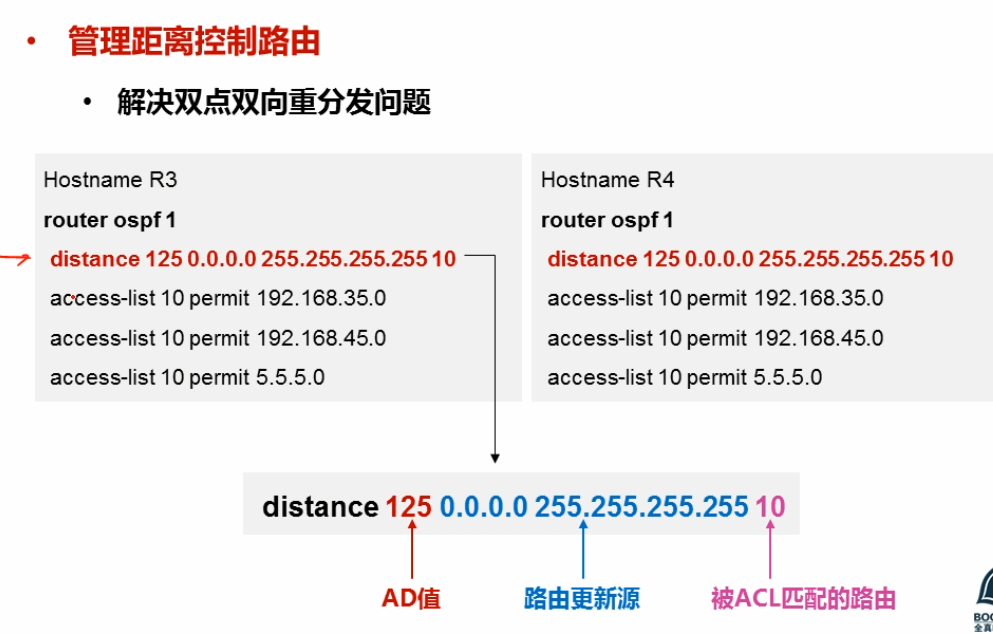 管理距离控制路由
解决双点双向重分发问题
Hostname R3
router ospf 1
distance 125 0.0.0.0 255.255.255.255 10
access-list 10 permit 192.168.35.0
access-list 10 permit 192.168.45.0
access-list 10 permit 5.5.5.0
Hostname R4
router ospf 1
distance 125 0.0.0.0 255.255.255.255 10
access-list 10 permit 192.168.35.0
access-list 10 permit 192.168.45.0
access-list 10 permit 5.5.5.0
distance 125 0.0.0.0 255.255.255.255 10
AD值
路由更新源
被ACL匹配的路由